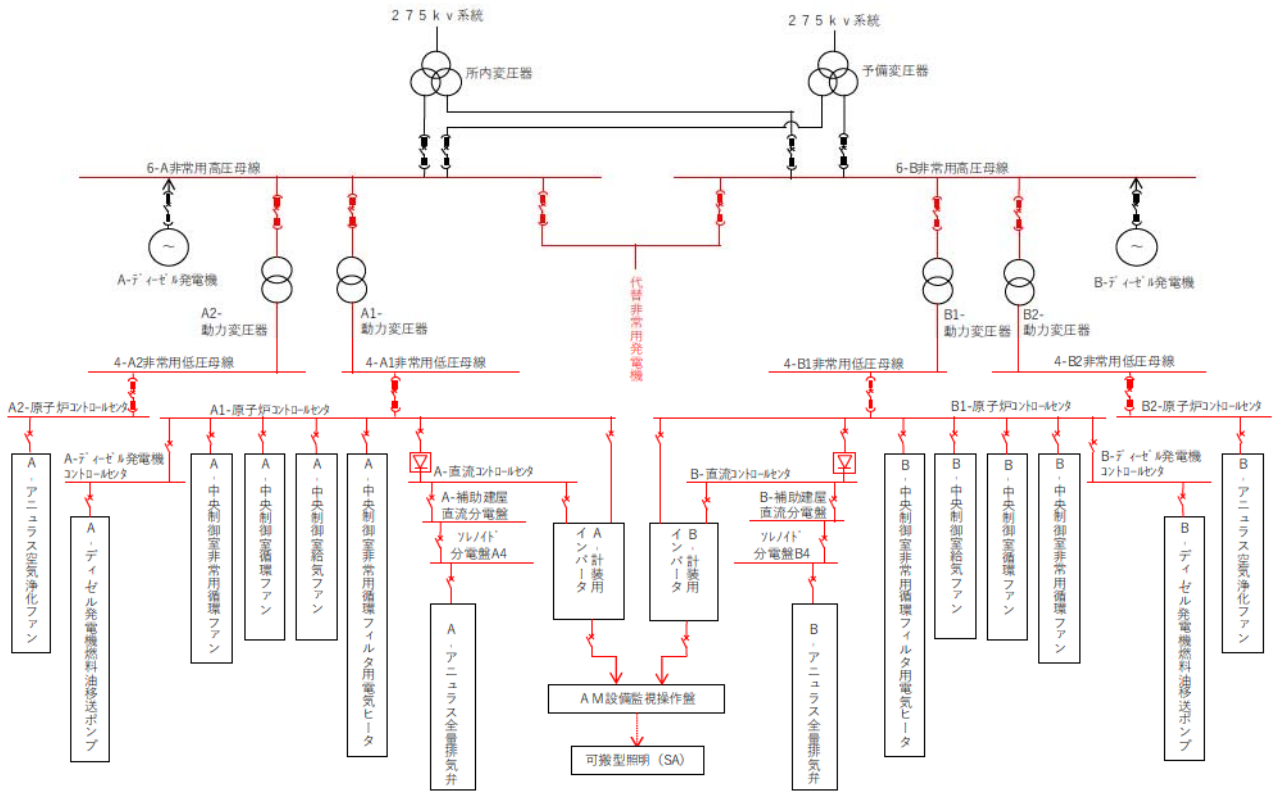 ２７５ｋｖ系統
２７５ｋｖ系統
所内変圧器
予備変圧器
6-A非常用高圧母線
6-B非常用高圧母線
～
A-ﾃﾞｨｰｾﾞﾙ発電機
～
B-ﾃﾞｨｰｾﾞﾙ発電機
代替非常用発電機
A2-
動力変圧器
A1-
動力変圧器
B1-
動力変圧器
B2-
動力変圧器
4-A2非常用低圧母線
4-A1非常用低圧母線
4-B1非常用低圧母線
4-B2非常用低圧母線
A2-原子炉ｺﾝﾄﾛｰﾙｾﾝﾀ
A1-原子炉ｺﾝﾄﾛｰﾙｾﾝﾀ
B1-原子炉ｺﾝﾄﾛｰﾙｾﾝﾀ
B2-原子炉ｺﾝﾄﾛｰﾙｾﾝﾀ
A-ﾃﾞｨｰｾﾞﾙ発電機
ｺﾝﾄﾛｰﾙｾﾝﾀ
A-直流ｺﾝﾄﾛｰﾙｾﾝﾀ
B-直流ｺﾝﾄﾛｰﾙｾﾝﾀ
B-ﾃﾞｨｰｾﾞﾙ発電機
ｺﾝﾄﾛｰﾙｾﾝﾀ
A-補助建屋
直流分電盤
B-補助建屋
直流分電盤
ｿﾚﾉｲﾄﾞ
分電盤A4
ｿﾚﾉｲﾄﾞ
分電盤B4
A-アニュラス空気浄化ファン
A-ディーゼル発電機燃料油移送ポンプ
A-中央制御室非常用循環ファン
A-中央制御室循環ファン
A-中央制御室給気ファン
A-中央制御室非常用循環フィルタ用電気ヒータ
A-アニュラス全量排気弁
A-計装用
インバータ
B-計装用
インバータ
B-アニュラス全量排気弁
B-中央制御室非常用循環フィルタ用電気ヒータ
B-中央制御室給気ファン
B-中央制御室循環ファン
B-中央制御室非常用循環ファン
B-ディーゼル発電機燃料油移送ポンプ
B-アニュラス空気浄化ファン
ＡＭ設備監視操作盤
可搬型照明（SA）